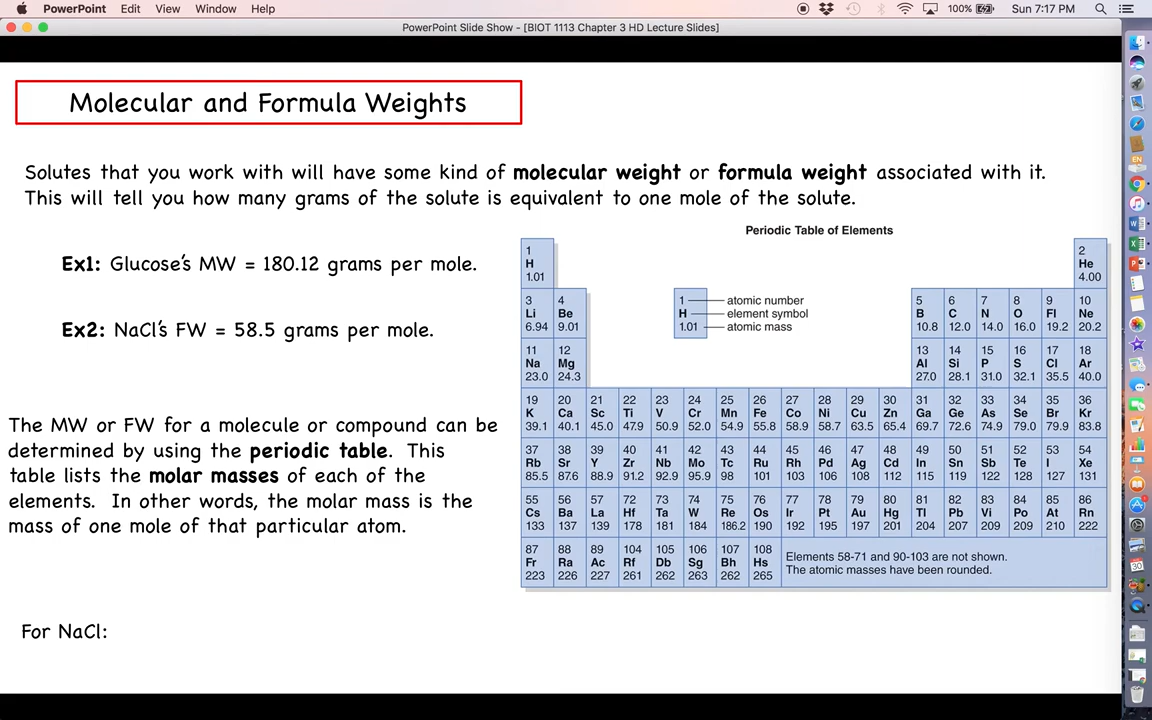 PowerPoint Edit View Window Help 100% Sun 7:17 PM
PowerPoint Slide Show - [BIOT 1113 Chapter 3 HD Lecture Slides]
Molecular and Formula Weights
Solutes that you work with will have some kind of molecular weight or formula weight associated with it.
This will tell you how many grams of the solute is equivalent to one mole of the solute.
Ex1: Glucose's MW = 180.12 grams per mole.
Ex2: NaCl's FW = 58.5 grams per mole.
The MW or FW for a molecule or compound can be
determined by using the periodic table. This
table lists the molar masses of each of the
elements. In other words, the molar mass is the
mass of one mole of that particular atom.
For NaCl:
Periodic Table of Elements
1 2
H He
1.01 4.00
1 atomic number
H element symbol
1.01 atomic mass
3 4 5 6 7 8 9 10
Li Be B C N O Fl Ne
6.94 9.01 10.8 12.0 14.0 16.0 19.2 20.2
11 12 13 14 15 16 17 18
Na Mg Al Si P S Cl Ar
23.0 24.3 27.0 28.1 31.0 32.1 35.5 40.0
19 20 21 22 23 24 25 26 27 28 29 30 31 32 33 34 35 36
K Ca Sc Ti V Cr Mn Fe Co Ni Cu Zn Ga Ge As Se Br Kr
39.1 40.1 45.0 47.9 50.9 52.0 54.9 55.8 58.9 58.7 63.5 65.4 69.7 72.6 74.9 79.0 79.9 83.8
37 38 39 40 41 42 43 44 45 46 47 48 49 50 51 52 53 54
Rb Sr Y Zr Nb Mo Tc Ru Rh Pd Ag Cd In Sn Sb Te I Xe
85.5 87.6 88.9 91.2 92.9 95.9 98 101 103 106 108 112 115 119 122 128 127 131
55 56 57 72 73 74 75 76 77 78 79 80 81 82 83 84 85 86
Cs Ba La Hf Ta W Re Os Ir Pt Au Hg Tl Pb Vi Po At Rn
133 137 139 178 181 184 186.2 190 192 195 197 201 204 207 209 209 210 222
87 88 89 104 105 106 107 108
Fr Ra Ac Rf Db Sg Bh Hs
223 226 227 261 262 263 262 265
Elements 58-71 and 90-103 are not shown.
The atomic masses have been rounded.